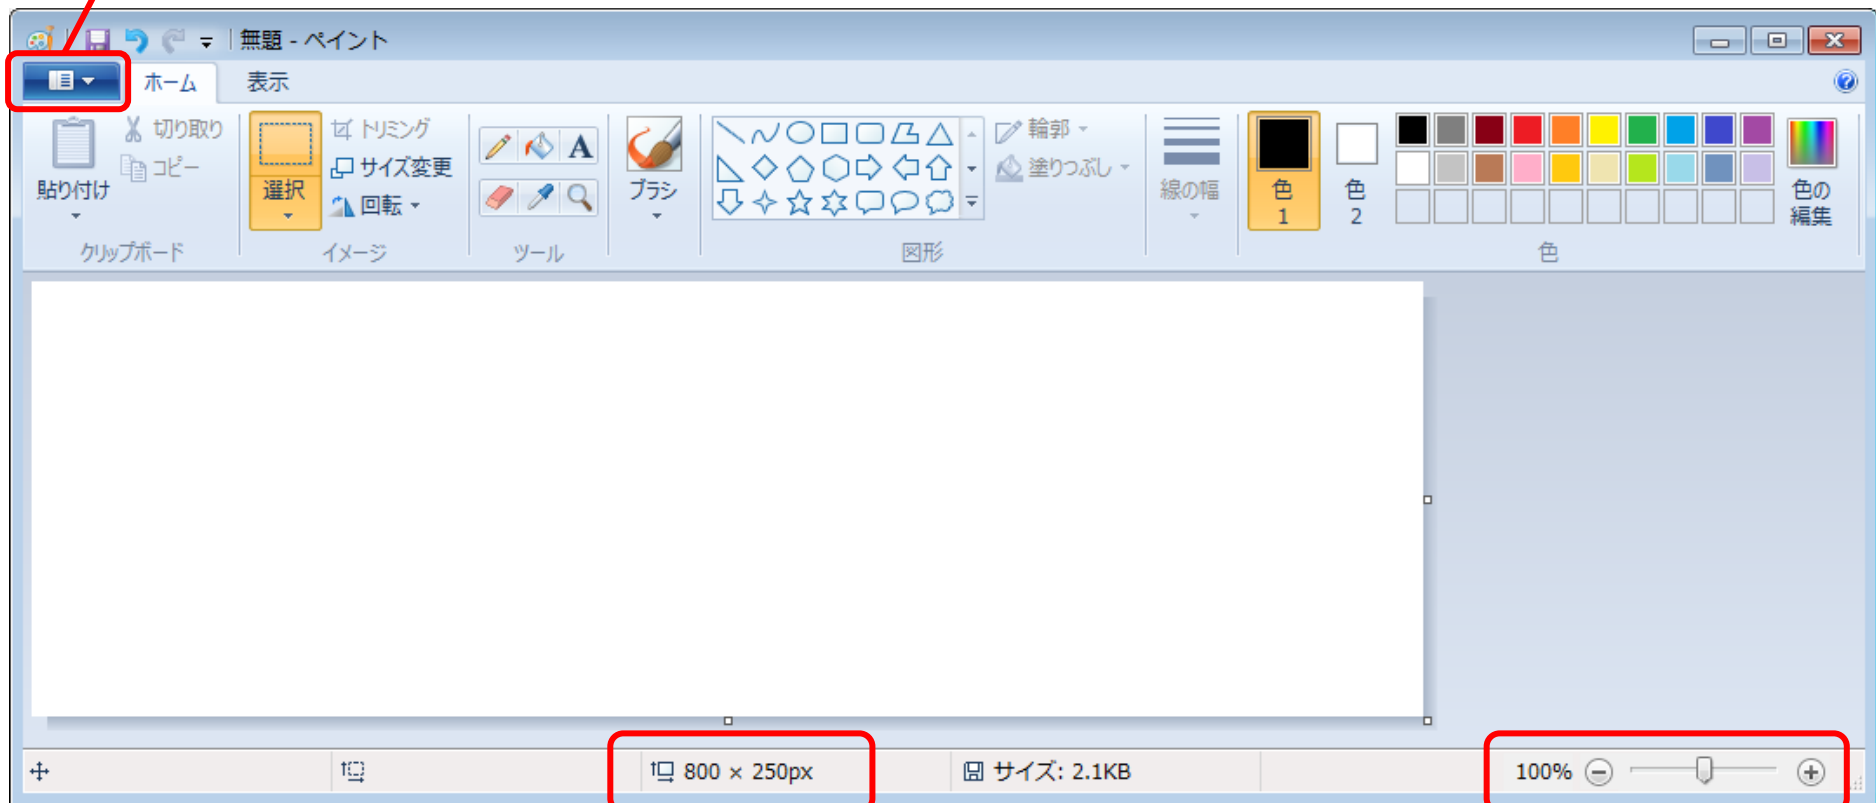 無題 - ペイント
ホーム 表示
貼り付け
切り取り
コピー
クリップボード
選択
トリミング
サイズ変更
回転
イメージ
A
ツール
ブラシ
図形
輪郭
塗りつぶし
線の幅
色
1
色
2
色の
編集
色
800 × 250px
サイズ: 2.1KB
100%